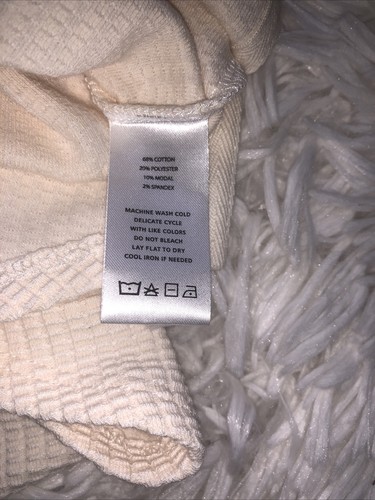 68% COTTON
20% POLYESTER
10% MODAL
2% SPANDEX
MACHINE WASH COLD
DELICATE CYCLE
WITH LIKE COLORS
DO NOT BLEACH
LAY FLAT TO DRY
COOL IRON IF NEEDED